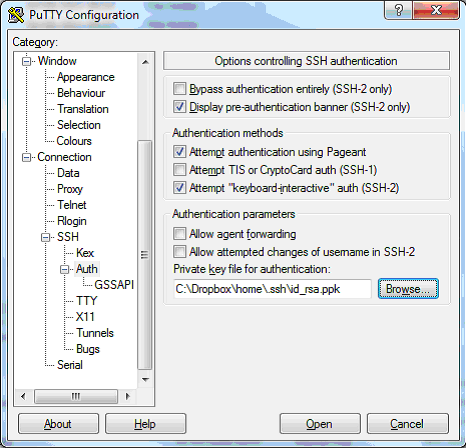 PuTTY Configuration
Category:
Window
Appearance
Behaviour
Translation
Selection
Colours
Connection
Data
Proxy
Telnet
Rlogin
SSH
Kex
Auth
GSSAPI
TTY
X11
Tunnels
Bugs
Serial
Options controlling SSH authentication
Bypass authentication entirely (SSH-2 only)
Display pre-authentication banner (SSH-2 only)
Authentication methods
Attempt authentication using Pageant
Attempt TIS or CryptoCard auth (SSH-1)
Attempt "keyboard-interactive" auth (SSH-2)
Authentication parameters
Allow agent forwarding
Allow attempted changes of username in SSH-2
Private key file for authentication:
C:\Dropbox\home\.ssh\id_rsa.ppk
Browse...
About
Help
Open
Cancel